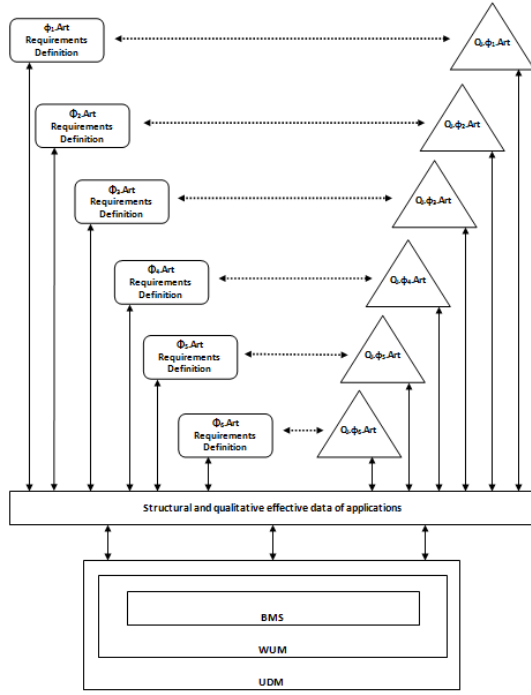 ϕ₁.Art
Requirements
Definition
Q.ϕ₁.Art
Φ₂.Art
Requirements
Definition
Q.ϕ₂.Art
Φ₃.Art
Requirements
Definition
Q.ϕ₃.Art
Φ₄.Art
Requirements
Definition
Q.ϕ₄.Art
Φ₅.Art
Requirements
Definition
Q.ϕ₅.Art
Φ₆.Art
Requirements
Definition
Q.ϕ₆.Art
Structural and qualitative effective data of applications
BMS
WUM
UDM